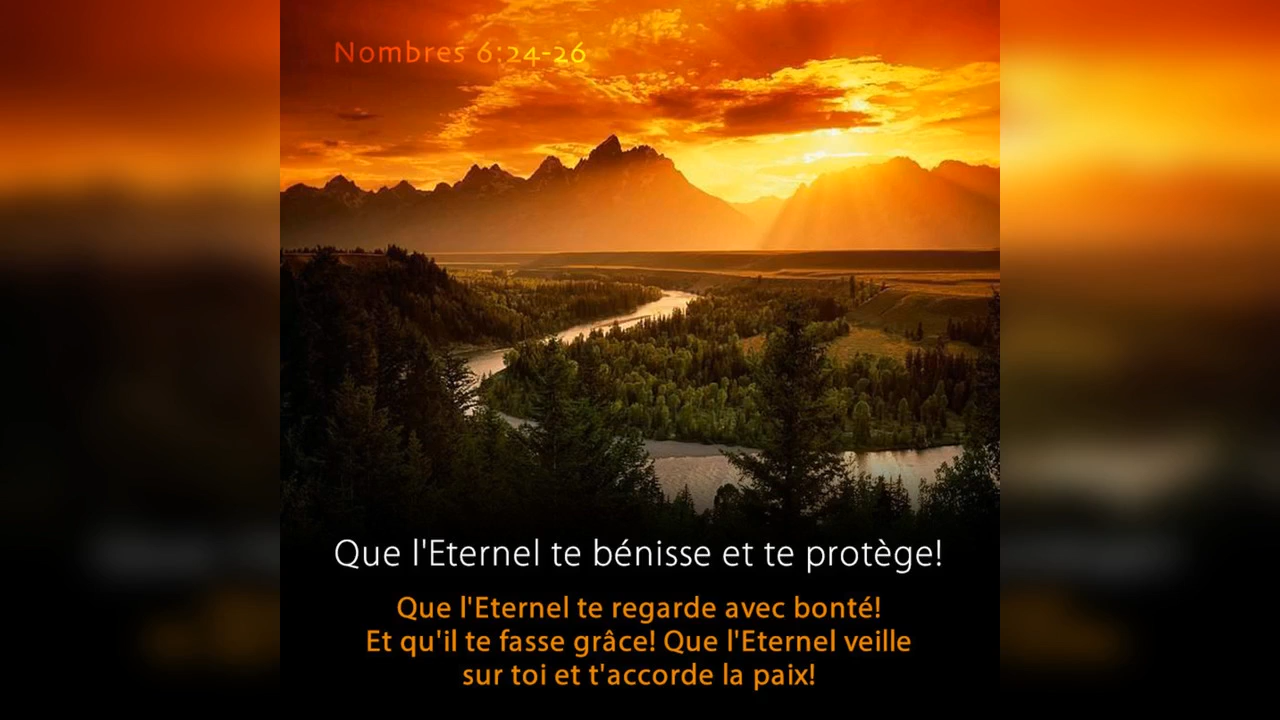 Nombres 6:24-26
Que l'Eternel te bénisse et te protège!
Que l'Eternel te regarde avec bonté!
Et qu'il te fasse grâce! Que l'Eternel veille
sur toi et t'accorde la paix!